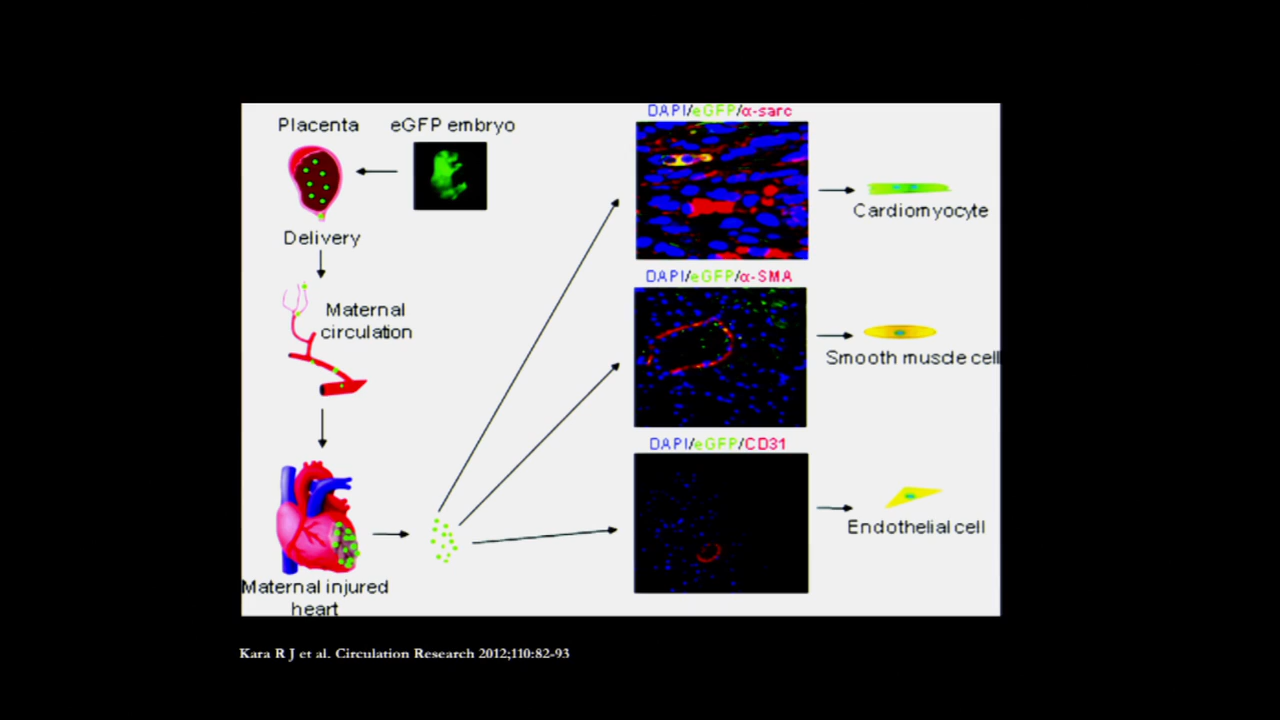 Placenta
eGFP embryo
Delivery
Maternal
circulation
Maternal injured
heart
DAPI/eGFP/α-sarc
Cardiomyocyte
DAPI/eGFP/α-SMA
Smooth muscle cell
DAPI/eGFP/CD31
Endothelial cell
Kara R J et al. Circulation Research 2012;110:82-93